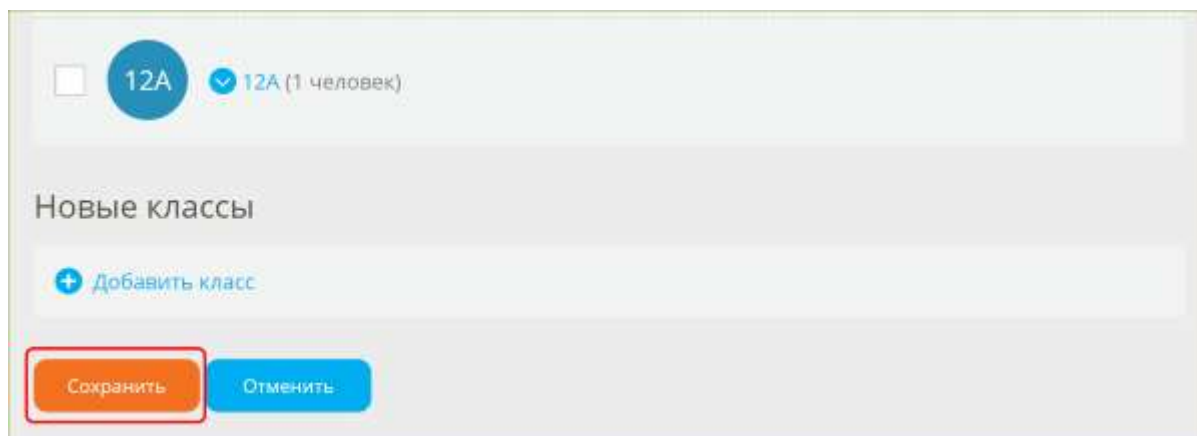 12А 12А (1 человек)
Новые классы
Добавить класс
Сохранить Отменить